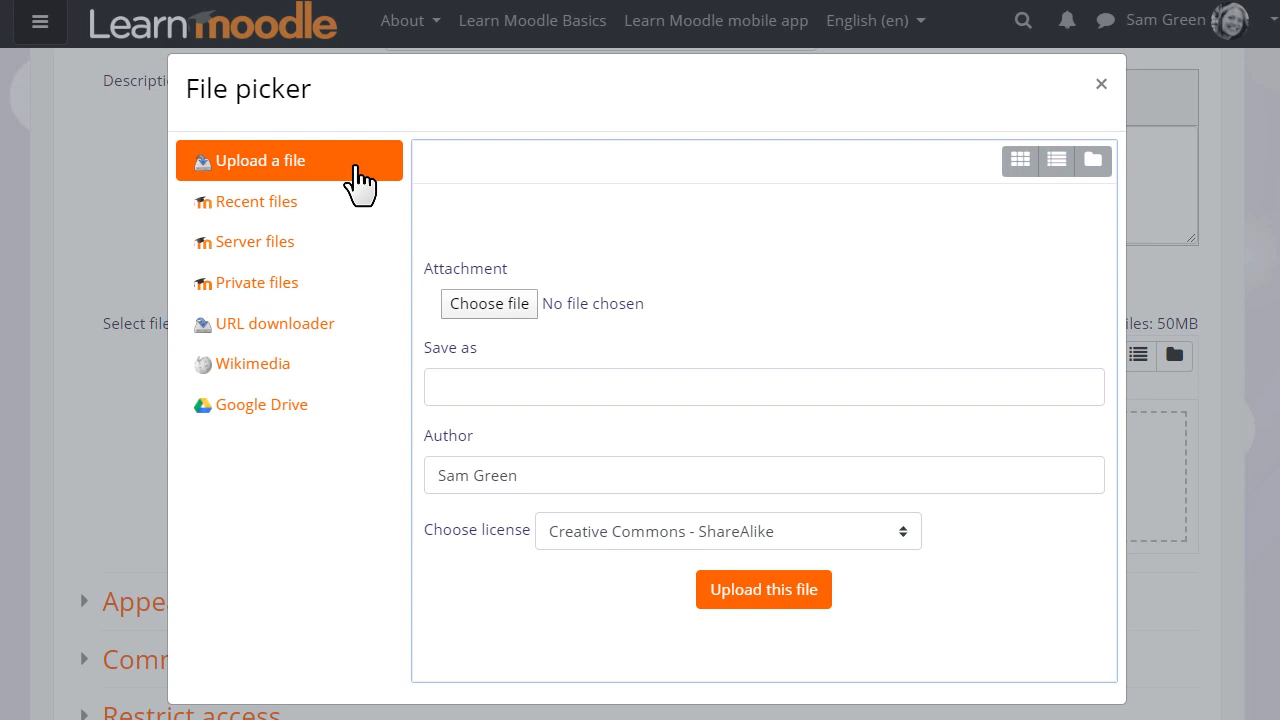 Learn moodle
About
Learn Moodle Basics
Learn Moodle mobile app
English (en)
Sam Green
File picker
×
Upload a file
Recent files
Server files
Private files
URL downloader
Wikimedia
Google Drive
Attachment
Choose file No file chosen
Save as
Author
Sam Green
Choose license Creative Commons - ShareAlike
Upload this file
Descripti
Select file
iles: 50MB
Appe
Comr
Restrict access